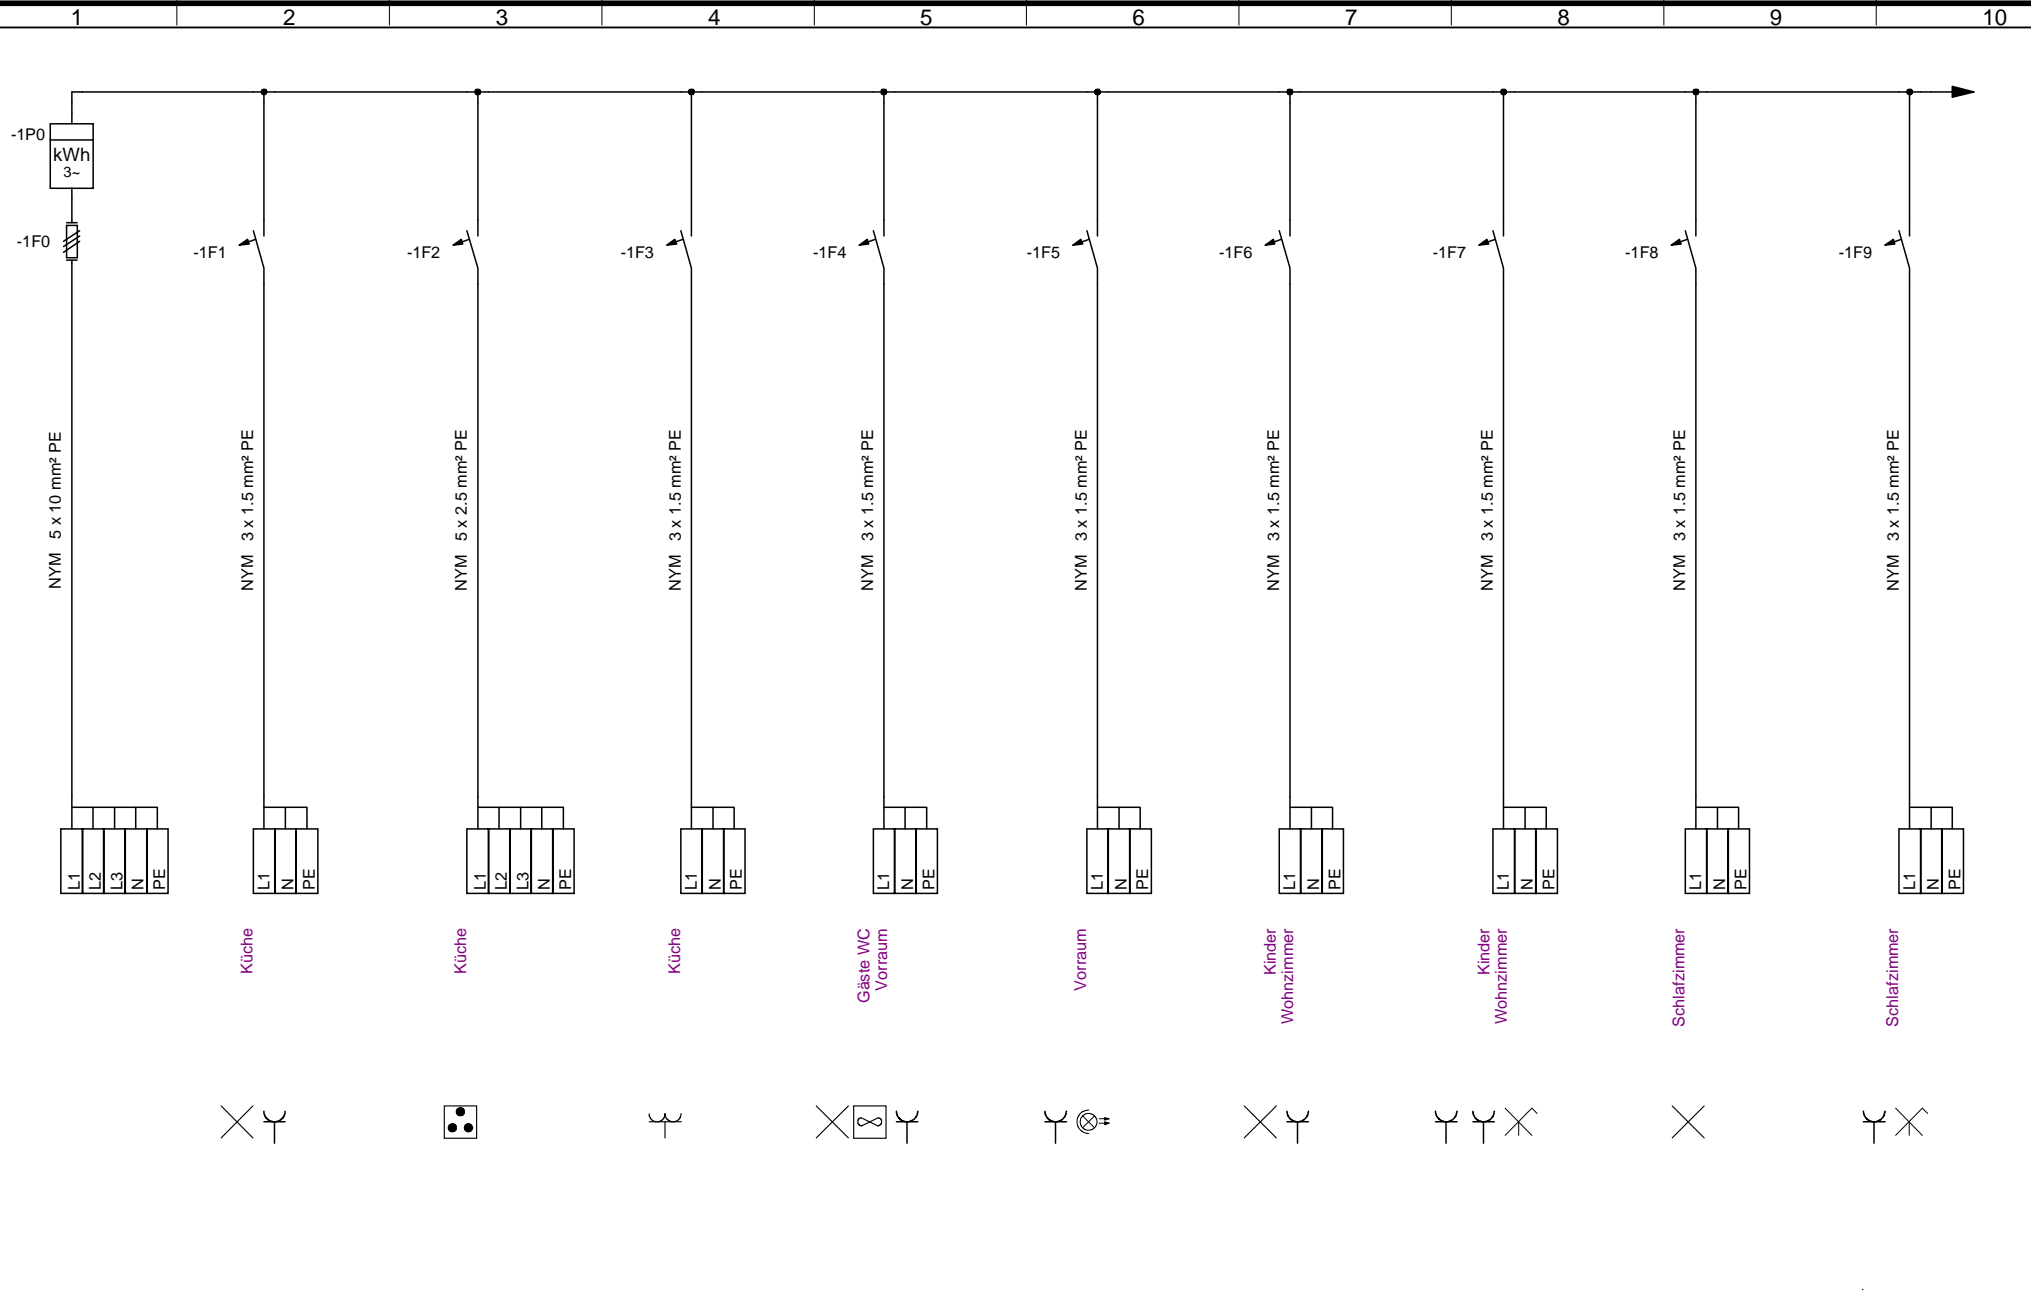 1 2 3 4 5 6 7 8 9 10
-1P0
kWh
3~
-1F0 -1F1 -1F2 -1F3 -1F4 -1F5 -1F6 -1F7 -1F8 -1F9
NYM 5 x 10 mm² PE
NYM 3 x 1.5 mm² PE
NYM 5 x 2.5 mm² PE
NYM 3 x 1.5 mm² PE
NYM 3 x 1.5 mm² PE
NYM 3 x 1.5 mm² PE
NYM 3 x 1.5 mm² PE
NYM 3 x 1.5 mm² PE
NYM 3 x 1.5 mm² PE
NYM 3 x 1.5 mm² PE
L1 L2 L3 N PE
L1 N PE
L1 L2 L3 N PE
L1 N PE
L1 N PE
L1 N PE
L1 N PE
L1 N PE
L1 N PE
L1 N PE
Küche
Küche
Küche
Gäste WC
Vorraum
Vorraum
Kinder
Wohnzimmer
Kinder
Wohnzimmer
Schlafzimmer
Schlafzimmer